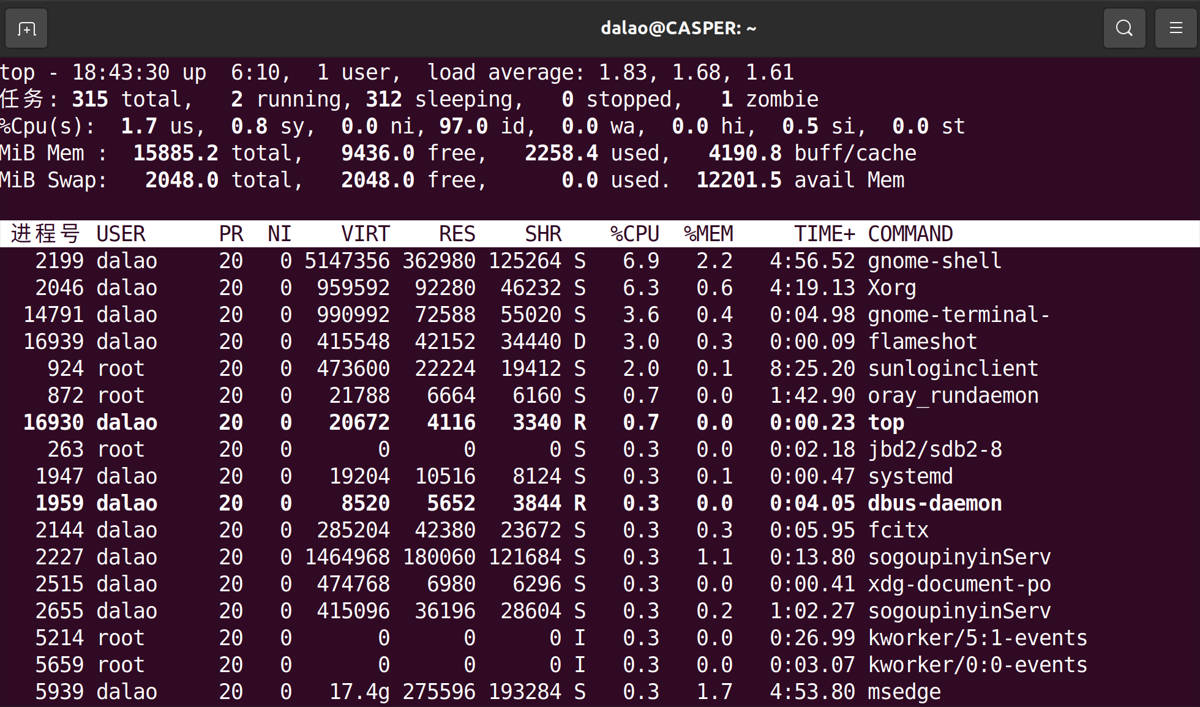 dalao@CASPER: ~
top - 18:43:30 up  6:10,  1 user,  load average: 1.83, 1.68, 1.61
任务: 315 total,   2 running, 312 sleeping,   0 stopped,   1 zombie
%Cpu(s):  1.7 us,  0.8 sy,  0.0 ni, 97.0 id,  0.0 wa,  0.0 hi,  0.5 si,  0.0 st
MiB Mem :  15885.2 total,   9436.0 free,   2258.4 used,   4190.8 buff/cache
MiB Swap:   2048.0 total,   2048.0 free,      0.0 used.  12201.5 avail Mem
进程号 USER      PR  NI    VIRT    RES    SHR    %CPU  %MEM     TIME+ COMMAND
2199 dalao     20   0 5147356 362980 125264 S   6.9   2.2   4:56.52 gnome-shell
2046 dalao     20   0  959592  92280  46232 S   6.3   0.6   4:19.13 Xorg
14791 dalao     20   0  990992  72588  55020 S   3.6   0.4   0:04.98 gnome-terminal-
16939 dalao     20   0  415548  42152  34440 D   3.0   0.3   0:00.09 flameshot
924 root      20   0  473600  22224  19412 S   2.0   0.1   8:25.20 sunloginclient
872 root      20   0   21788   6664   6160 S   0.7   0.0   1:42.90 oray_rundaemon
16930 dalao     20   0   20672   4116   3340 R   0.7   0.0   0:00.23 top
263 root      20   0       0      0      0 S   0.3   0.0   0:02.18 jbd2/sdb2-8
1947 dalao     20   0   19204  10516   8124 S   0.3   0.1   0:00.47 systemd
1959 dalao     20   0    8520   5652   3844 R   0.3   0.0   0:04.05 dbus-daemon
2144 dalao     20   0  285204  42380  23672 S   0.3   0.3   0:05.95 fcitx
2227 dalao     20   0 1464968 180060 121684 S   0.3   1.1   0:13.80 sogoupinyinServ
2515 dalao     20   0  474768   6980   6296 S   0.3   0.0   0:00.41 xdg-document-po
2655 dalao     20   0  415096  36196  28604 S   0.3   0.2   1:02.27 sogoupinyinServ
5214 root      20   0       0      0      0 I   0.3   0.0   0:26.99 kworker/5:1-events
5659 root      20   0       0      0      0 I   0.3   0.0   0:03.07 kworker/0:0-events
5939 dalao     20   0   17.4g 275596 193284 S   0.3   1.7   4:53.80 msedge